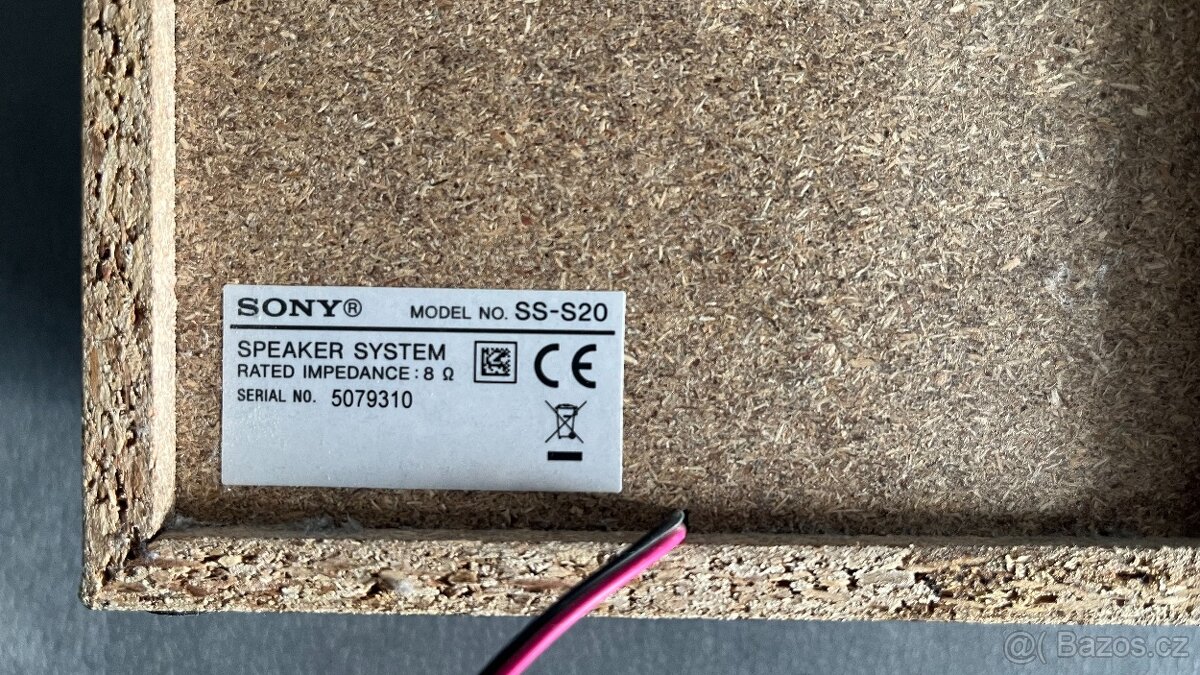 SONY® MODEL NO. SS-S20
SPEAKER SYSTEM
RATED IMPEDANCE : 8 Ω
SERIAL NO. 5079310
CE
@( Bazos.cz